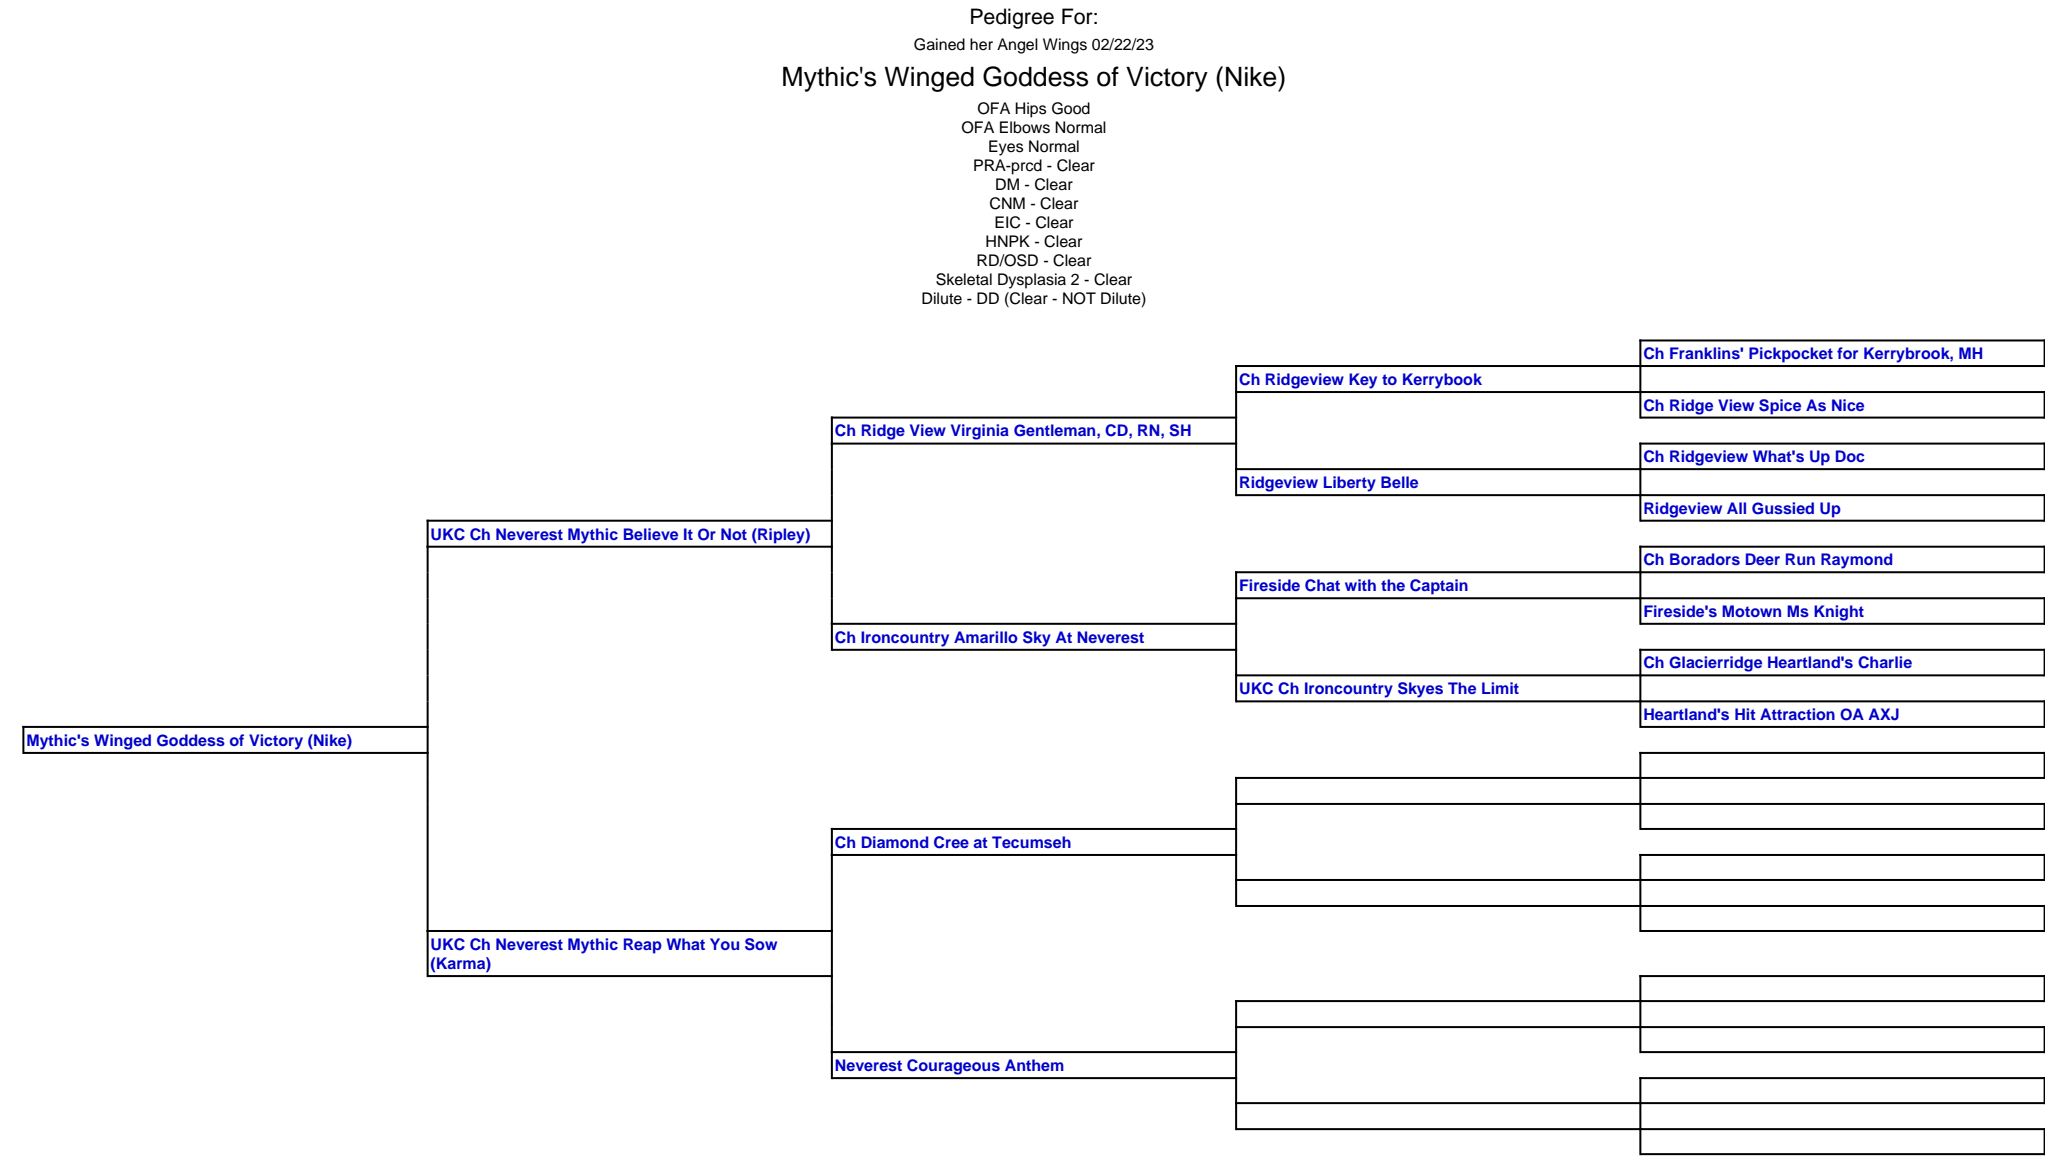 Pedigree For:
Gained her Angel Wings 02/22/23
Mythic's Winged Goddess of Victory (Nike)
OFA Hips Good
OFA Elbows Normal
Eyes Normal
PRA-prcd - Clear
DM - Clear
CNM - Clear
EIC - Clear
HNPK - Clear
RD/OSD - Clear
Skeletal Dysplasia 2 - Clear
Dilute - DD (Clear - NOT Dilute)
Ch Franklins' Pickpocket for Kerrybrook, MH
Ch Ridgeview Key to Kerrybook
Ch Ridge View Spice As Nice
Ch Ridge View Virginia Gentleman, CD, RN, SH
Ch Ridgeview What's Up Doc
Ridgeview Liberty Belle
Ridgeview All Gussied Up
UKC Ch Neverest Mythic Believe It Or Not (Ripley)
Ch Boradors Deer Run Raymond
Fireside Chat with the Captain
Fireside's Motown Ms Knight
Ch Ironcountry Amarillo Sky At Neverest
Ch Glacierridge Heartland's Charlie
UKC Ch Ironcountry Skyes The Limit
Heartland's Hit Attraction OA AXJ
Mythic's Winged Goddess of Victory (Nike)
Ch Diamond Cree at Tecumseh
UKC Ch Neverest Mythic Reap What You Sow
(Karma)
Neverest Courageous Anthem